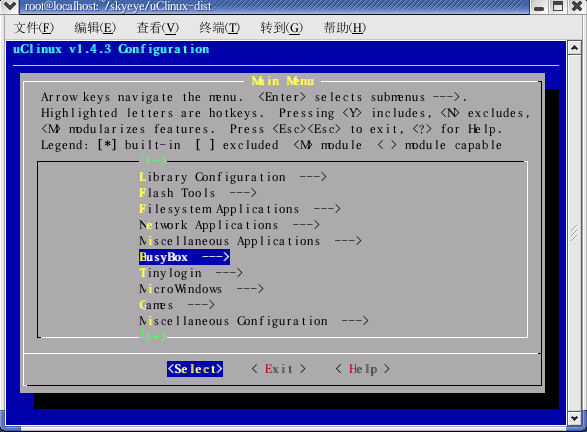 root@localhost: ~/skyeye/uClinux-dist
文件(F) 编辑(E) 查看(V) 终端(T) 转到(G) 帮助(H)
uClinux v1.4.3 Configuration
Main Menu
Arrow keys navigate the menu. <Enter> selects submenus --->.
Highlighted letters are hotkeys. Pressing <Y> includes, <N> excludes,
<M> modularizes features. Press <Esc><Esc> to exit, <?> for Help.
Legend: [*] built-in [ ] excluded <M> module < > module capable
(-)
Library Configuration --->
Flash Tools --->
Filesystem Applications --->
Network Applications --->
Miscellaneous Applications --->
BusyBox --->
Tinylogin --->
MicroWindows --->
Games --->
Miscellaneous Configuration --->
(+)
<Select> < Exit > < Help >